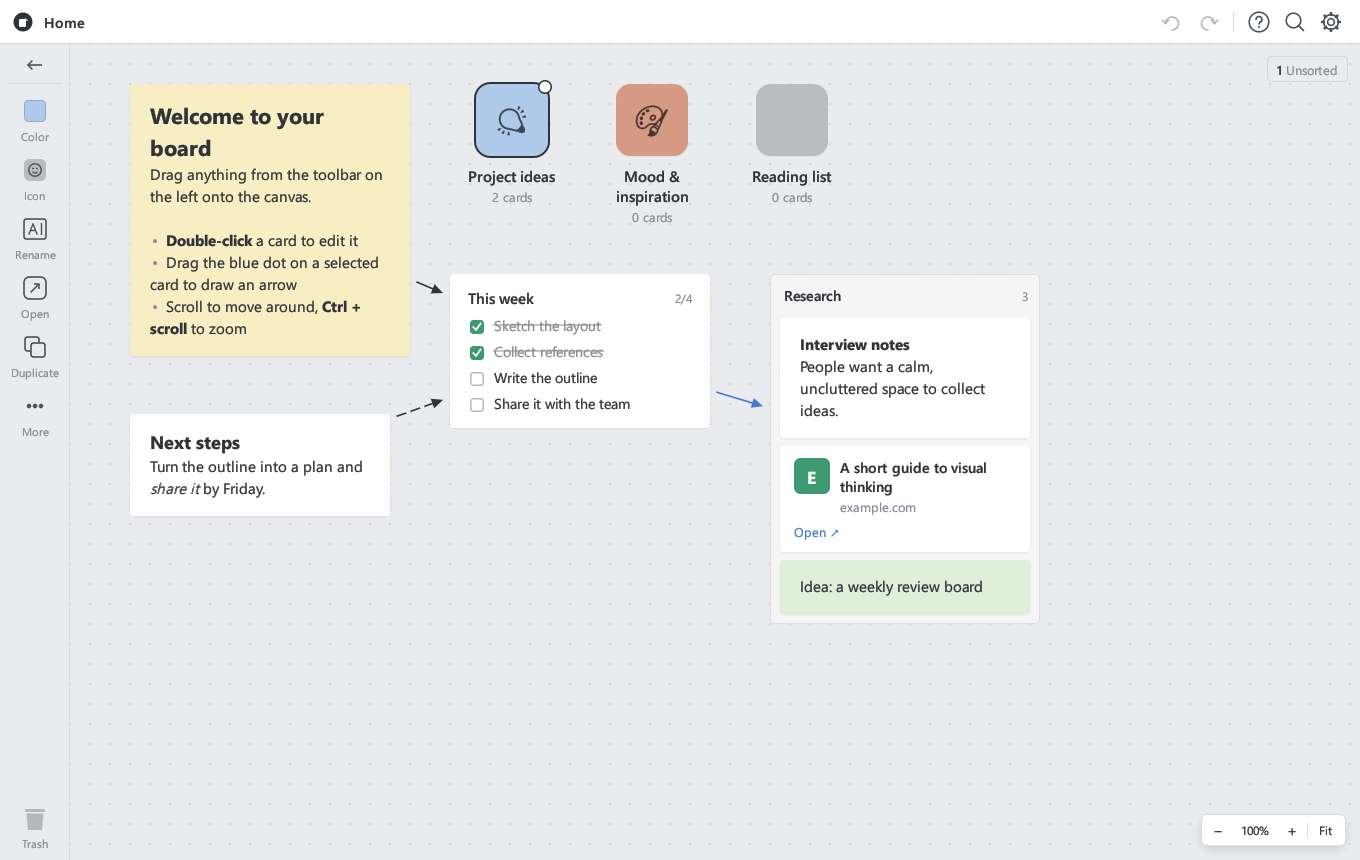 Home
1 Unsorted
Color
Icon
Rename
Open
Duplicate
More
Trash
Welcome to your
board
Drag anything from the toolbar on
the left onto the canvas.
• Double-click a card to edit it
• Drag the blue dot on a selected
card to draw an arrow
• Scroll to move around, Ctrl +
scroll to zoom
Project ideas
2 cards
Mood &
inspiration
0 cards
Reading list
0 cards
This week 2/4
Sketch the layout
Collect references
Write the outline
Share it with the team
Next steps
Turn the outline into a plan and
share it by Friday.
Research 3
Interview notes
People want a calm,
uncluttered space to collect
ideas.
E
A short guide to visual
thinking
example.com
Open ↗
Idea: a weekly review board
− 100% + Fit